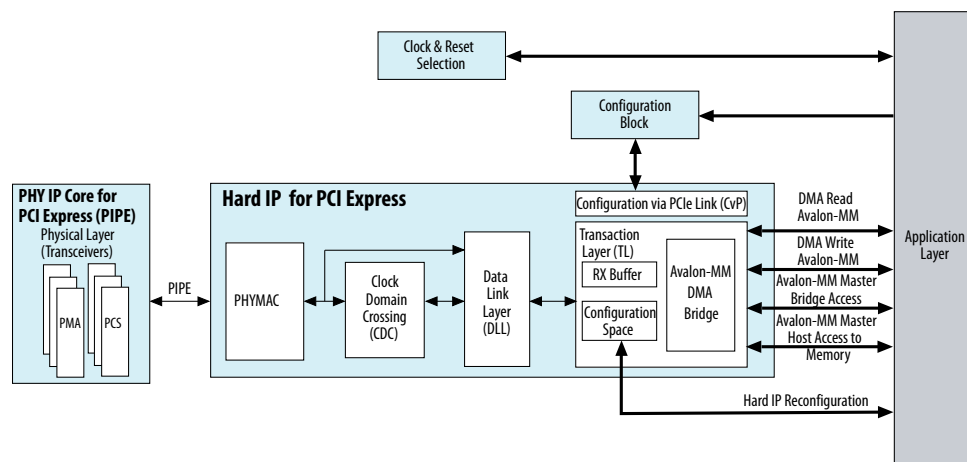 Clock & Reset
Selection
Configuration
Block
PHY IP Core for
PCI Express (PIPE)
Physical Layer
(Transceivers)
PMA
PCS
PIPE
Hard IP for PCI Express
PHYMAC
Clock
Domain
Crossing
(CDC)
Data
Link
Layer
(DLL)
Configuration via PCIe Link (CvP)
Transaction
Layer (TL)
RX Buffer
Configuration
Space
Avalon-MM
DMA
Bridge
DMA Read
Avalon-MM
DMA Write
Avalon-MM
Avalon-MM Master
Bridge Access
Avalon-MM Master
Host Access to
Memory
Hard IP Reconfiguration
Application
Layer